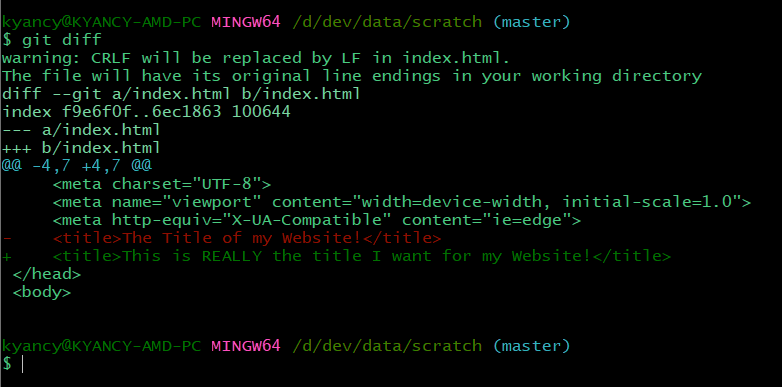 kyancy@KYANCY-AMD-PC MINGW64 /d/dev/data/scratch (master)
$ git diff
warning: CRLF will be replaced by LF in index.html.
The file will have its original line endings in your working directory
diff --git a/index.html b/index.html
index f9e6f0f..6ec1863 100644
--- a/index.html
+++ b/index.html
@@ -4,7 +4,7 @@
     <meta charset="UTF-8">
     <meta name="viewport" content="width=device-width, initial-scale=1.0">
     <meta http-equiv="X-UA-Compatible" content="ie=edge">
-    <title>The Title of my Website!</title>
+    <title>This is REALLY the title I want for my Website!</title>
 </head>
 <body>
kyancy@KYANCY-AMD-PC MINGW64 /d/dev/data/scratch (master)
$